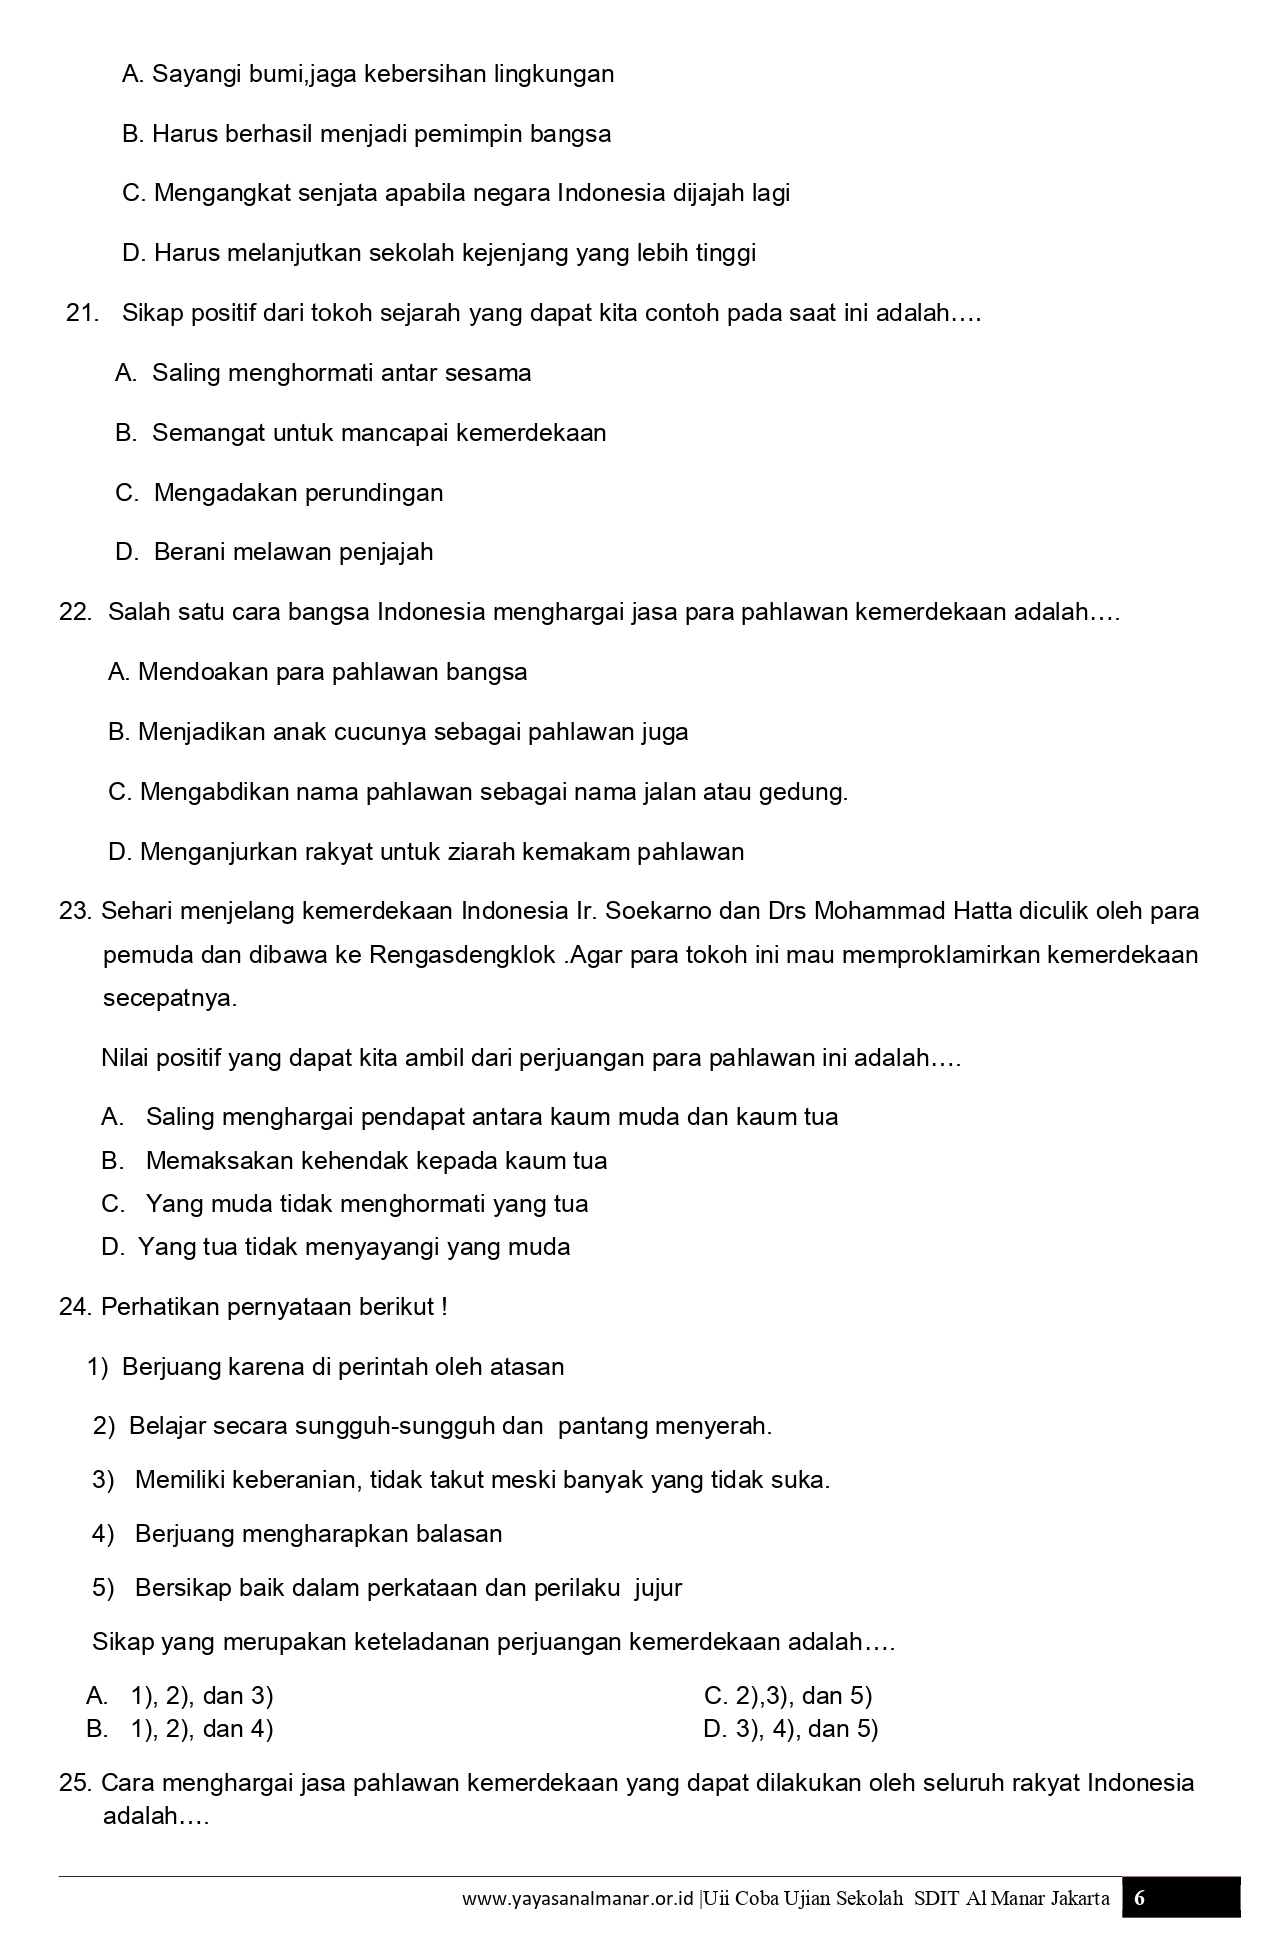 A. Sayangi bumi,jaga kebersihan lingkungan
B. Harus berhasil menjadi pemimpin bangsa
C. Mengangkat senjata apabila negara Indonesia dijajah lagi
D. Harus melanjutkan sekolah kejenjang yang lebih tinggi
21. Sikap positif dari tokoh sejarah yang dapat kita contoh pada saat ini adalah….
A. Saling menghormati antar sesama
B. Semangat untuk mancapai kemerdekaan
C. Mengadakan perundingan
D. Berani melawan penjajah
22. Salah satu cara bangsa Indonesia menghargai jasa para pahlawan kemerdekaan adalah….
A. Mendoakan para pahlawan bangsa
B. Menjadikan anak cucunya sebagai pahlawan juga
C. Mengabdikan nama pahlawan sebagai nama jalan atau gedung.
D. Menganjurkan rakyat untuk ziarah kemakam pahlawan
23. Sehari menjelang kemerdekaan Indonesia Ir. Soekarno dan Drs Mohammad Hatta diculik oleh para
pemuda dan dibawa ke Rengasdengklok .Agar para tokoh ini mau memproklamirkan kemerdekaan
secepatnya.
Nilai positif yang dapat kita ambil dari perjuangan para pahlawan ini adalah….
A. Saling menghargai pendapat antara kaum muda dan kaum tua
B. Memaksakan kehendak kepada kaum tua
C. Yang muda tidak menghormati yang tua
D. Yang tua tidak menyayangi yang muda
24. Perhatikan pernyataan berikut !
1) Berjuang karena di perintah oleh atasan
2) Belajar secara sungguh-sungguh dan pantang menyerah.
3) Memiliki keberanian, tidak takut meski banyak yang tidak suka.
4) Berjuang mengharapkan balasan
5) Bersikap baik dalam perkataan dan perilaku jujur
Sikap yang merupakan keteladanan perjuangan kemerdekaan adalah….
A. 1), 2), dan 3) C. 2),3), dan 5)
B. 1), 2), dan 4) D. 3), 4), dan 5)
25. Cara menghargai jasa pahlawan kemerdekaan yang dapat dilakukan oleh seluruh rakyat Indonesia
adalah….
www.yayasanalmanar.or.id |Uii Coba Ujian Sekolah SDIT Al Manar Jakarta 6